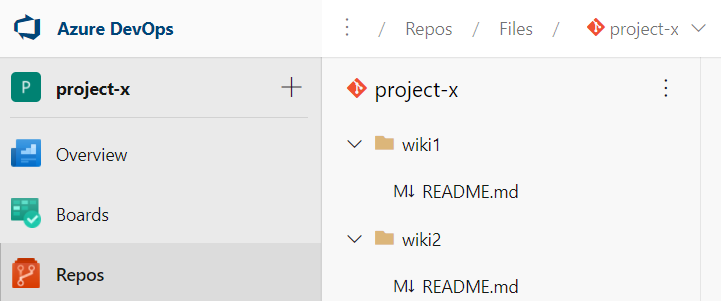 Azure DevOps
/ Repos / Files / project-x
P project-x
project-x
Overview
wiki1
M↓ README.md
Boards
wiki2
Repos
M↓ README.md